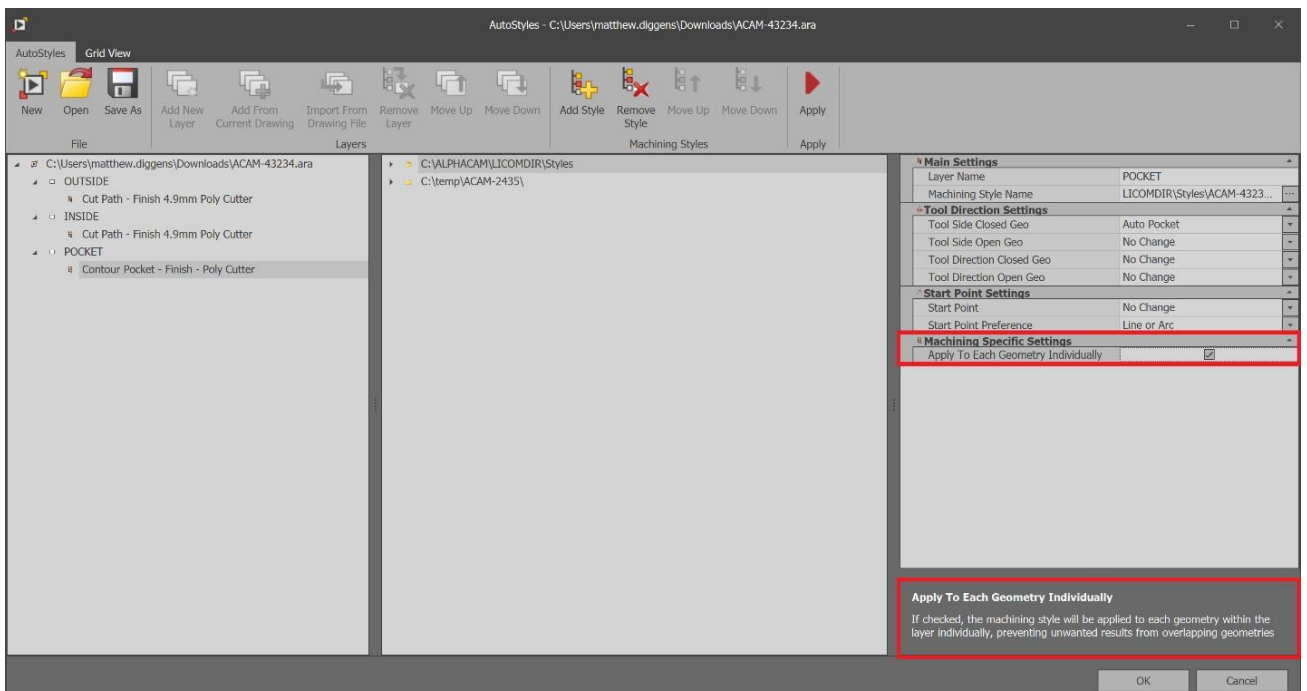 AutoStyles - C:\Users\matthew.diggens\Downloads\ACAM-43234.ara
AutoStyles Grid View
New Open Save As Add New Layer Add From Current Drawing Import From Drawing File Remove Layer Move Up Move Down Add Style Remove Style Move Up Move Down Apply
File Layers Machining Styles Apply
C:\Users\matthew.diggens\Downloads\ACAM-43234.ara
OUTSIDE
Cut Path - Finish 4.9mm Poly Cutter
INSIDE
Cut Path - Finish 4.9mm Poly Cutter
POCKET
Contour Pocket - Finish - Poly Cutter
C:\ALPHACAM\LICOMDIR\Styles
C:\temp\ACAM-2435\
Main Settings
Layer Name POCKET
Machining Style Name LICOMDIR\Styles\ACAM-4323... ...
Tool Direction Settings
Tool Side Closed Geo Auto Pocket
Tool Side Open Geo No Change
Tool Direction Closed Geo No Change
Tool Direction Open Geo No Change
Start Point Settings
Start Point No Change
Start Point Preference Line or Arc
Machining Specific Settings
Apply To Each Geometry Individually
Apply To Each Geometry Individually
If checked, the machining style will be applied to each geometry within the
layer individually, preventing unwanted results from overlapping geometries
OK Cancel